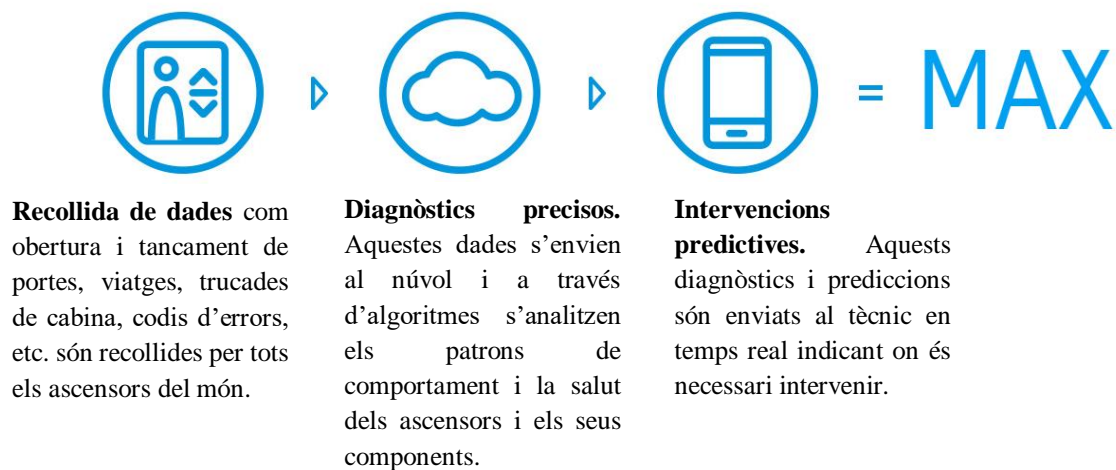 = MAX
Recollida de dades com
obertura i tancament de
portes, viatges, trucades
de cabina, codis d’errors,
etc. són recollides per tots
els ascensors del món.
Diagnòstics precisos.
Aquestes dades s’envien
al núvol i a través
d’algoritmes s’analitzen
els patrons de
comportament i la salut
dels ascensors i els seus
components.
Intervencions
predictives. Aquests
diagnòstics i prediccions
són enviats al tècnic en
temps real indicant on és
necessari intervenir.